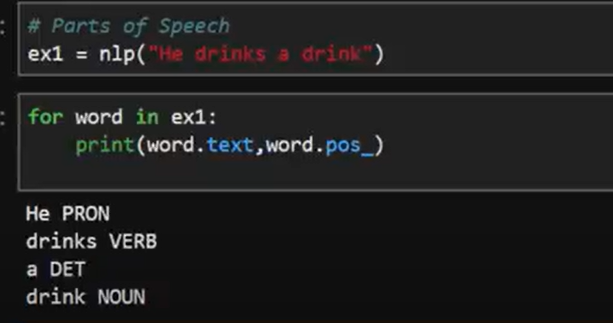 # Parts of Speech
ex1 = nlp("He drinks a drink")
for word in ex1:
    print(word.text,word.pos_)
He PRON
drinks VERB
a DET
drink NOUN